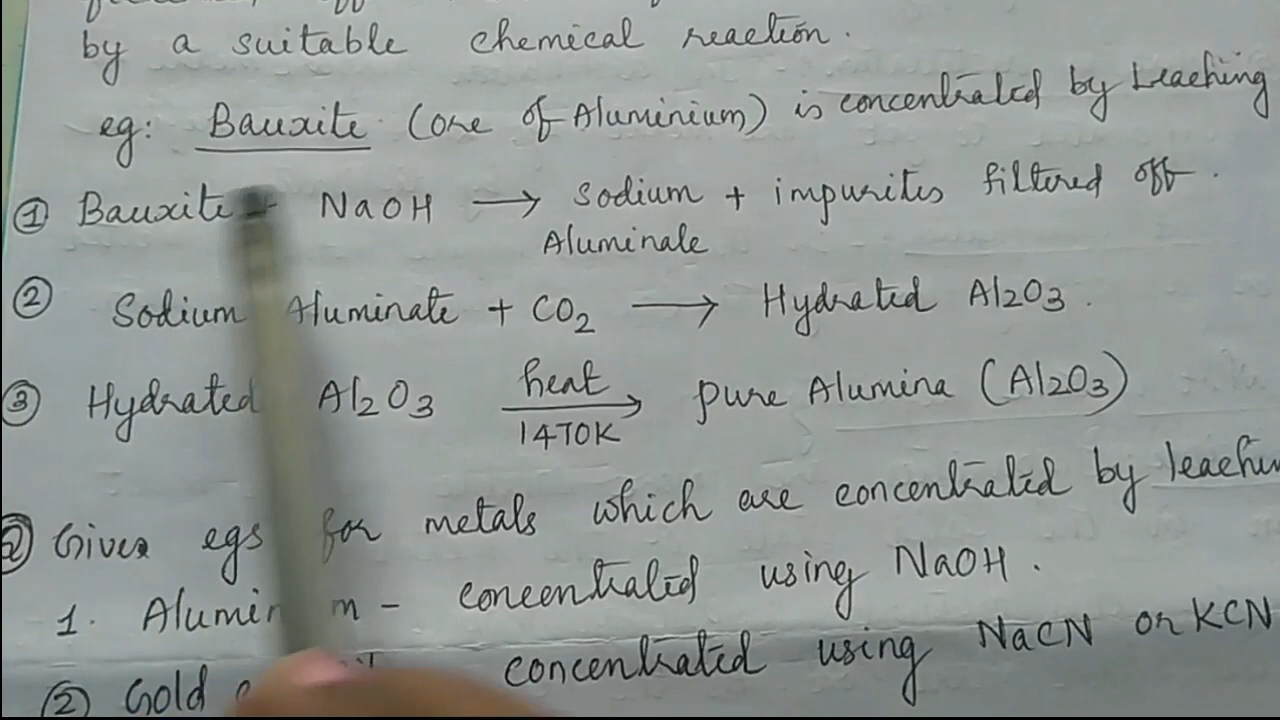 by a suitable chemical reaction.
eg: Bauxite (ore of Aluminium) is concentrated by Leaching
① Bauxite + NaOH → Sodium + impurites filtered off.
Aluminate
② Sodium Aluminate + CO2 → Hydrated Al2O3.
③ Hydrated Al2O3 heat → pure Alumina (Al2O3)
1470K
Give egs for metals which are concentrated by leachin
1. Alumin m - concentrated using NaOH.
② Gold concentrated using NaCN or KCN